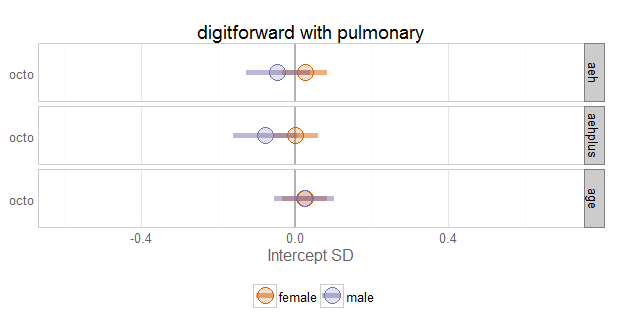 digitforward with pulmonary
octo
aeh
octo
aehplus
octo
age
-0.4 0.0 0.4
Intercept SD
female male